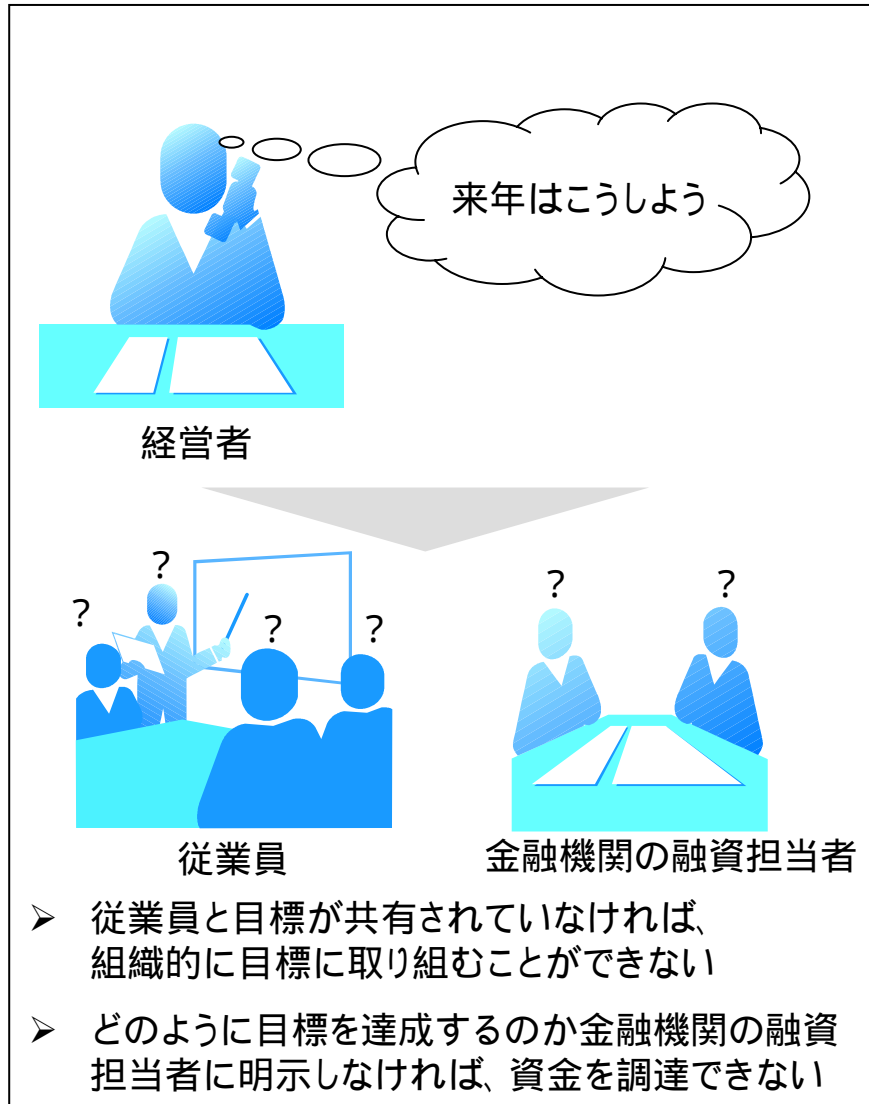 来年はこうしよう
経営者
?
?
?
?
?
?
従業員
金融機関の融資担当者
➢ 従業員と目標が共有されていなければ、
組織的に目標に取り組むことができない
➢ どのように目標を達成するのか金融機関の融資
担当者に明示しなければ、資金を調達できない